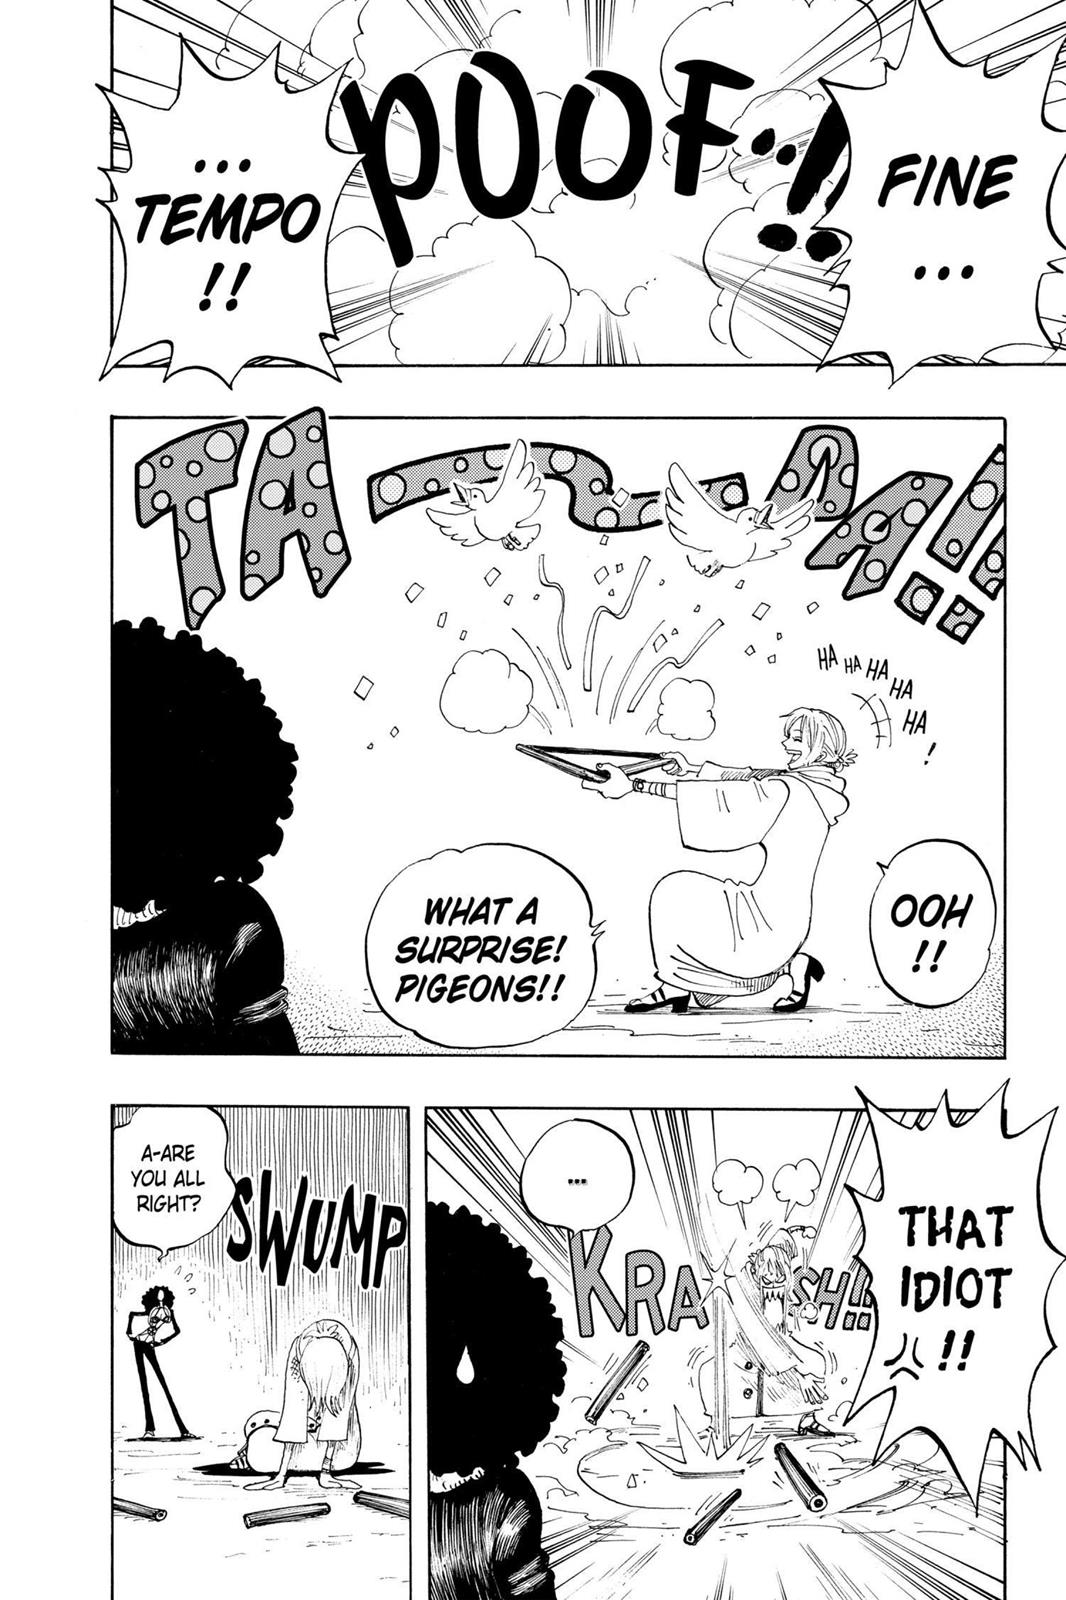 FINE
...
POOF!!
...
TEMPO
!!
TA~DA!!
HA HA HA
HA
HA
!
OOH
!!
WHAT A
SURPRISE!
PIGEONS!!
THAT
IDIOT
!!
...
KRASH!!
A-ARE
YOU ALL
RIGHT?
SWUMP